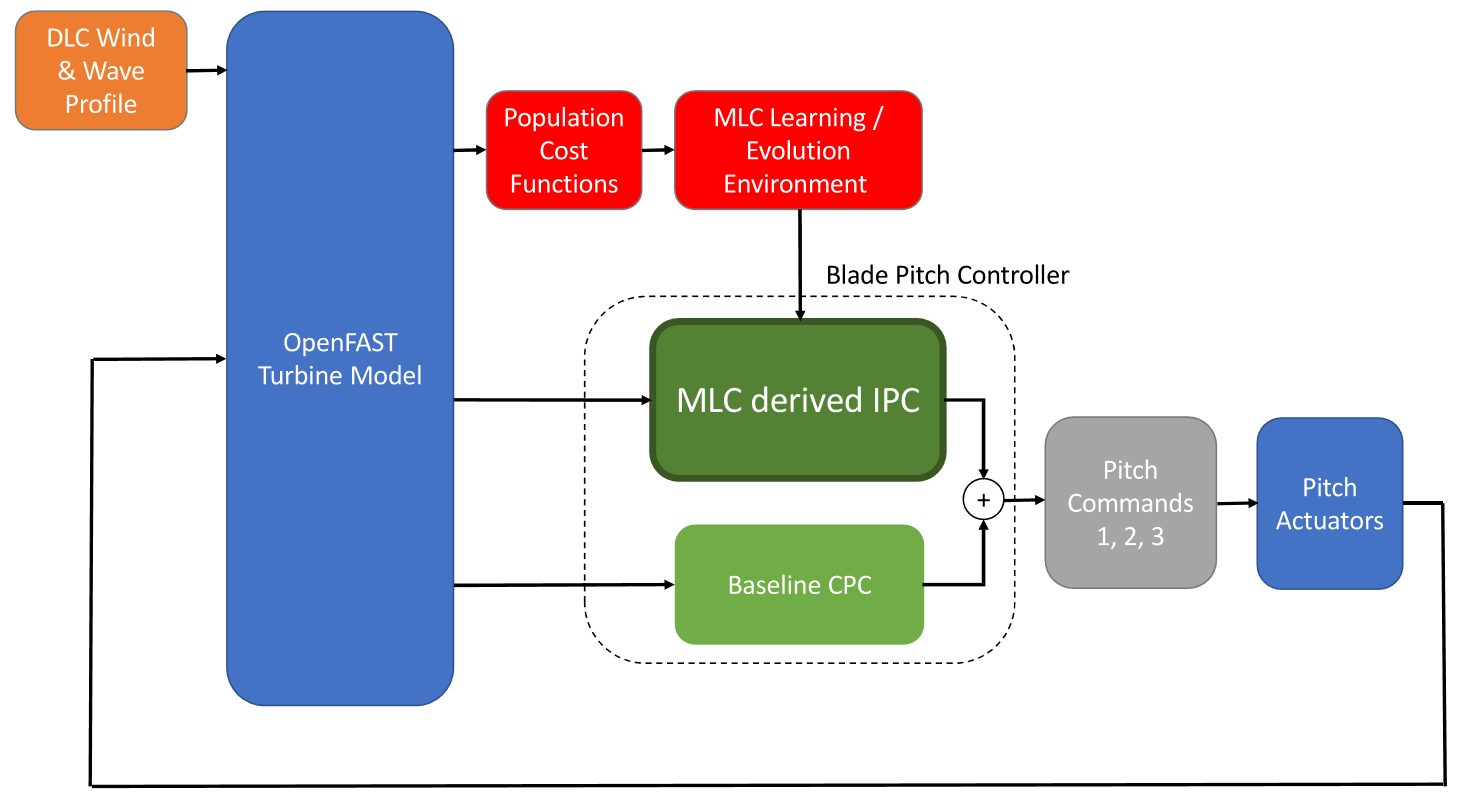 DLC Wind
& Wave
Profile
Population
Cost
Functions
MLC Learning /
Evolution
Environment
Blade Pitch Controller
OpenFAST
Turbine Model
MLC derived IPC
+
Pitch
Commands
1, 2, 3
Pitch
Actuators
Baseline CPC